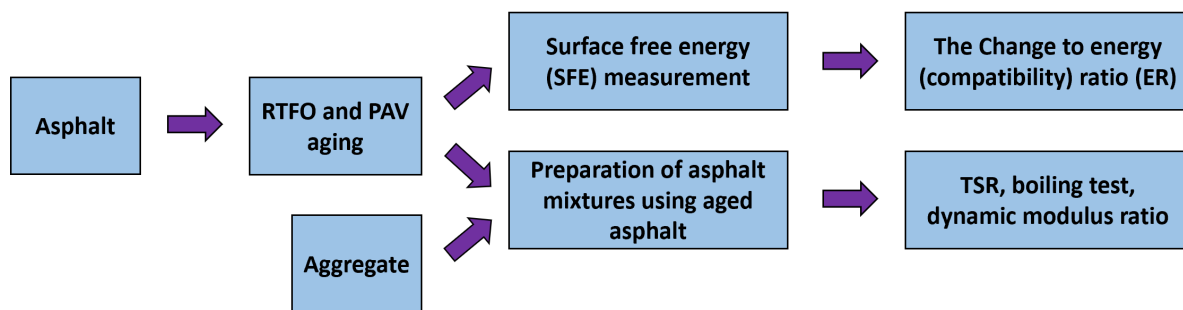 Asphalt
RTFO and PAV
aging
Aggregate
Surface free energy
(SFE) measurement
Preparation of asphalt
mixtures using aged
asphalt
The Change to energy
(compatibility) ratio (ER)
TSR, boiling test,
dynamic modulus ratio